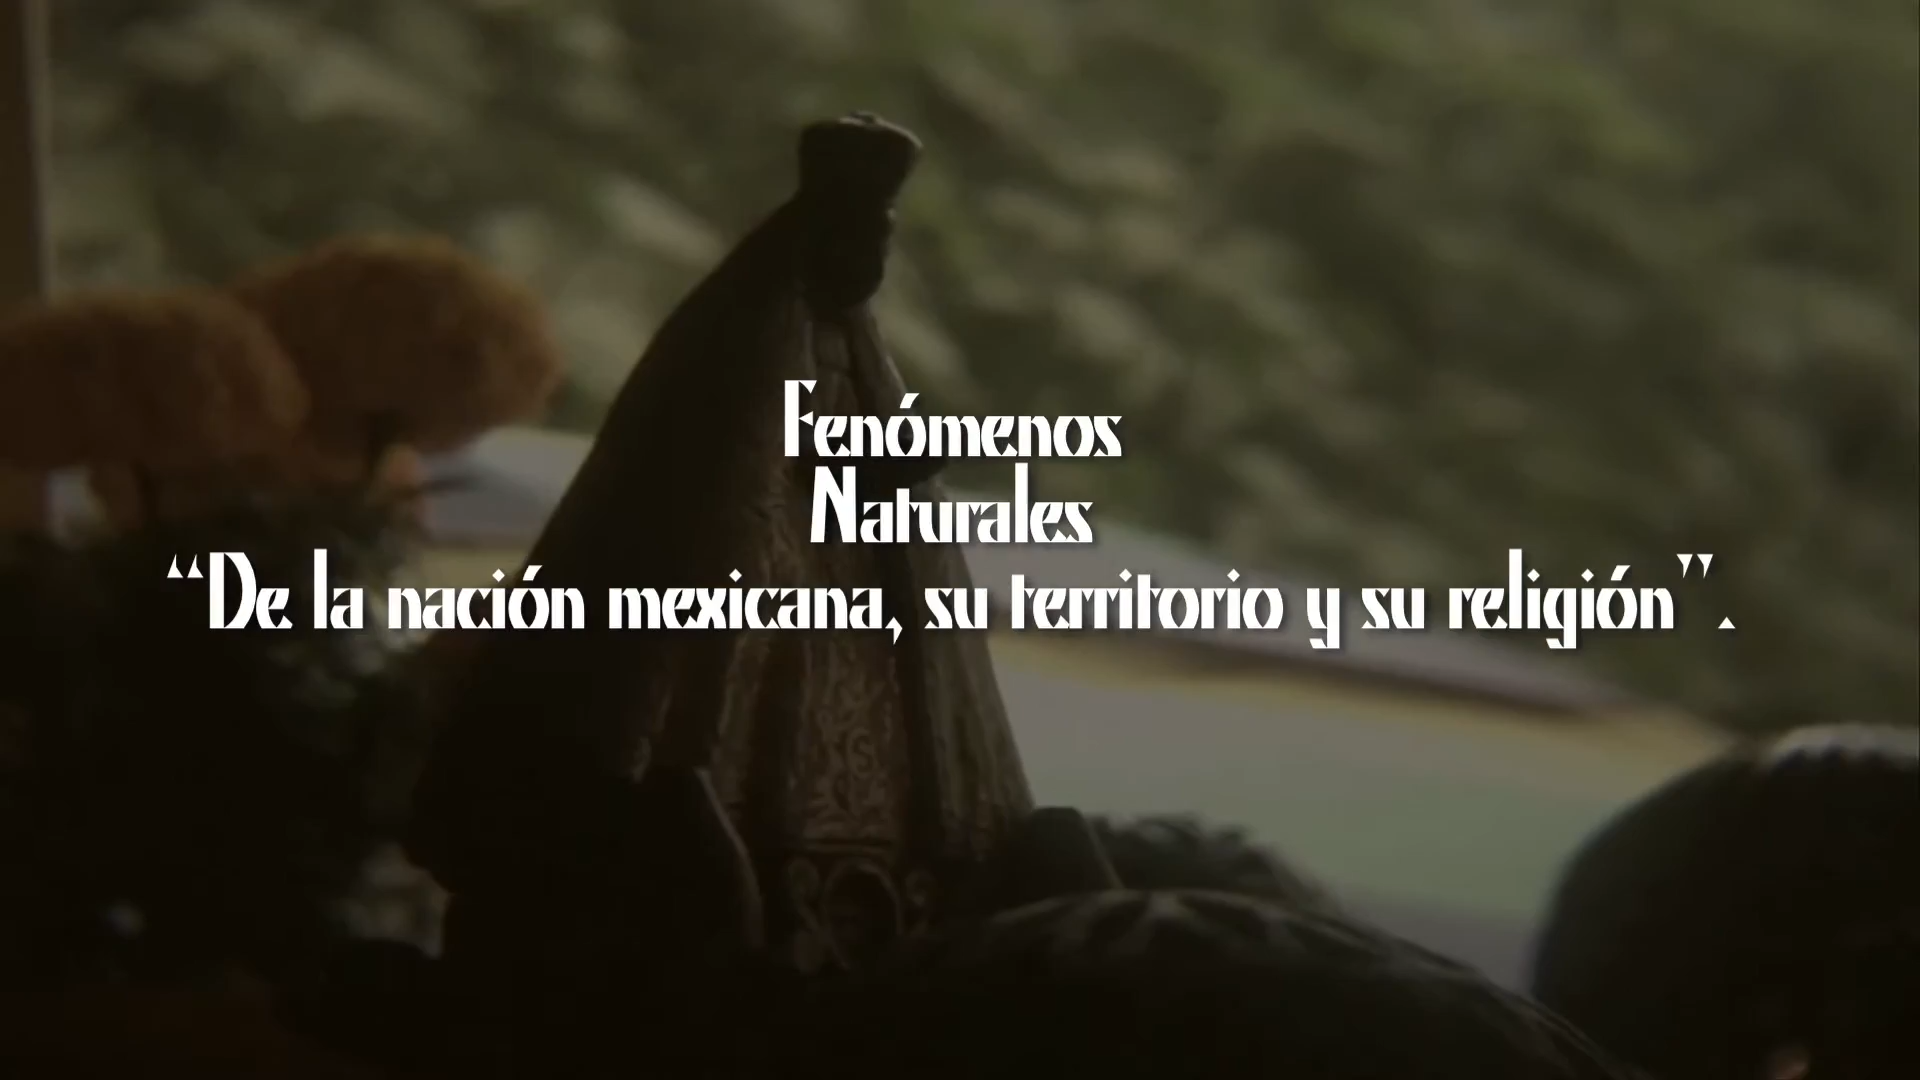 Fenómenos
Naturales
“De la nación mexicana, su territorio y su religión”.